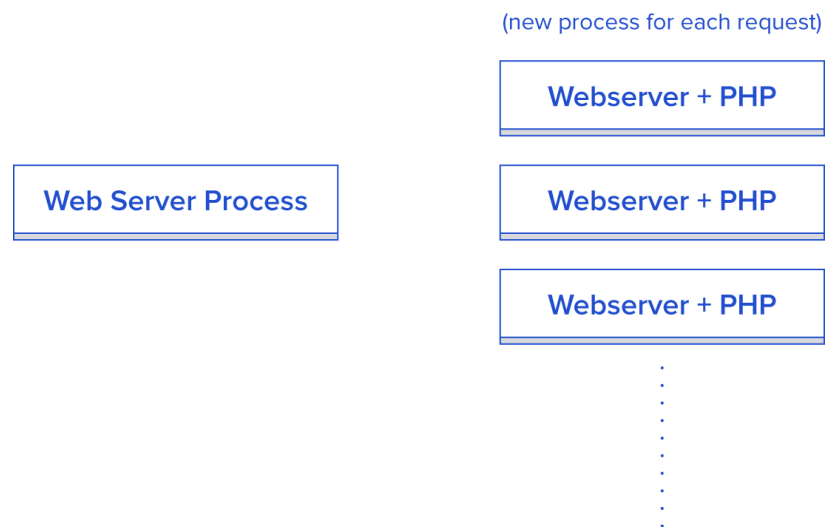 (new process for each request)
Webserver + PHP
Web Server Process
Webserver + PHP
Webserver + PHP